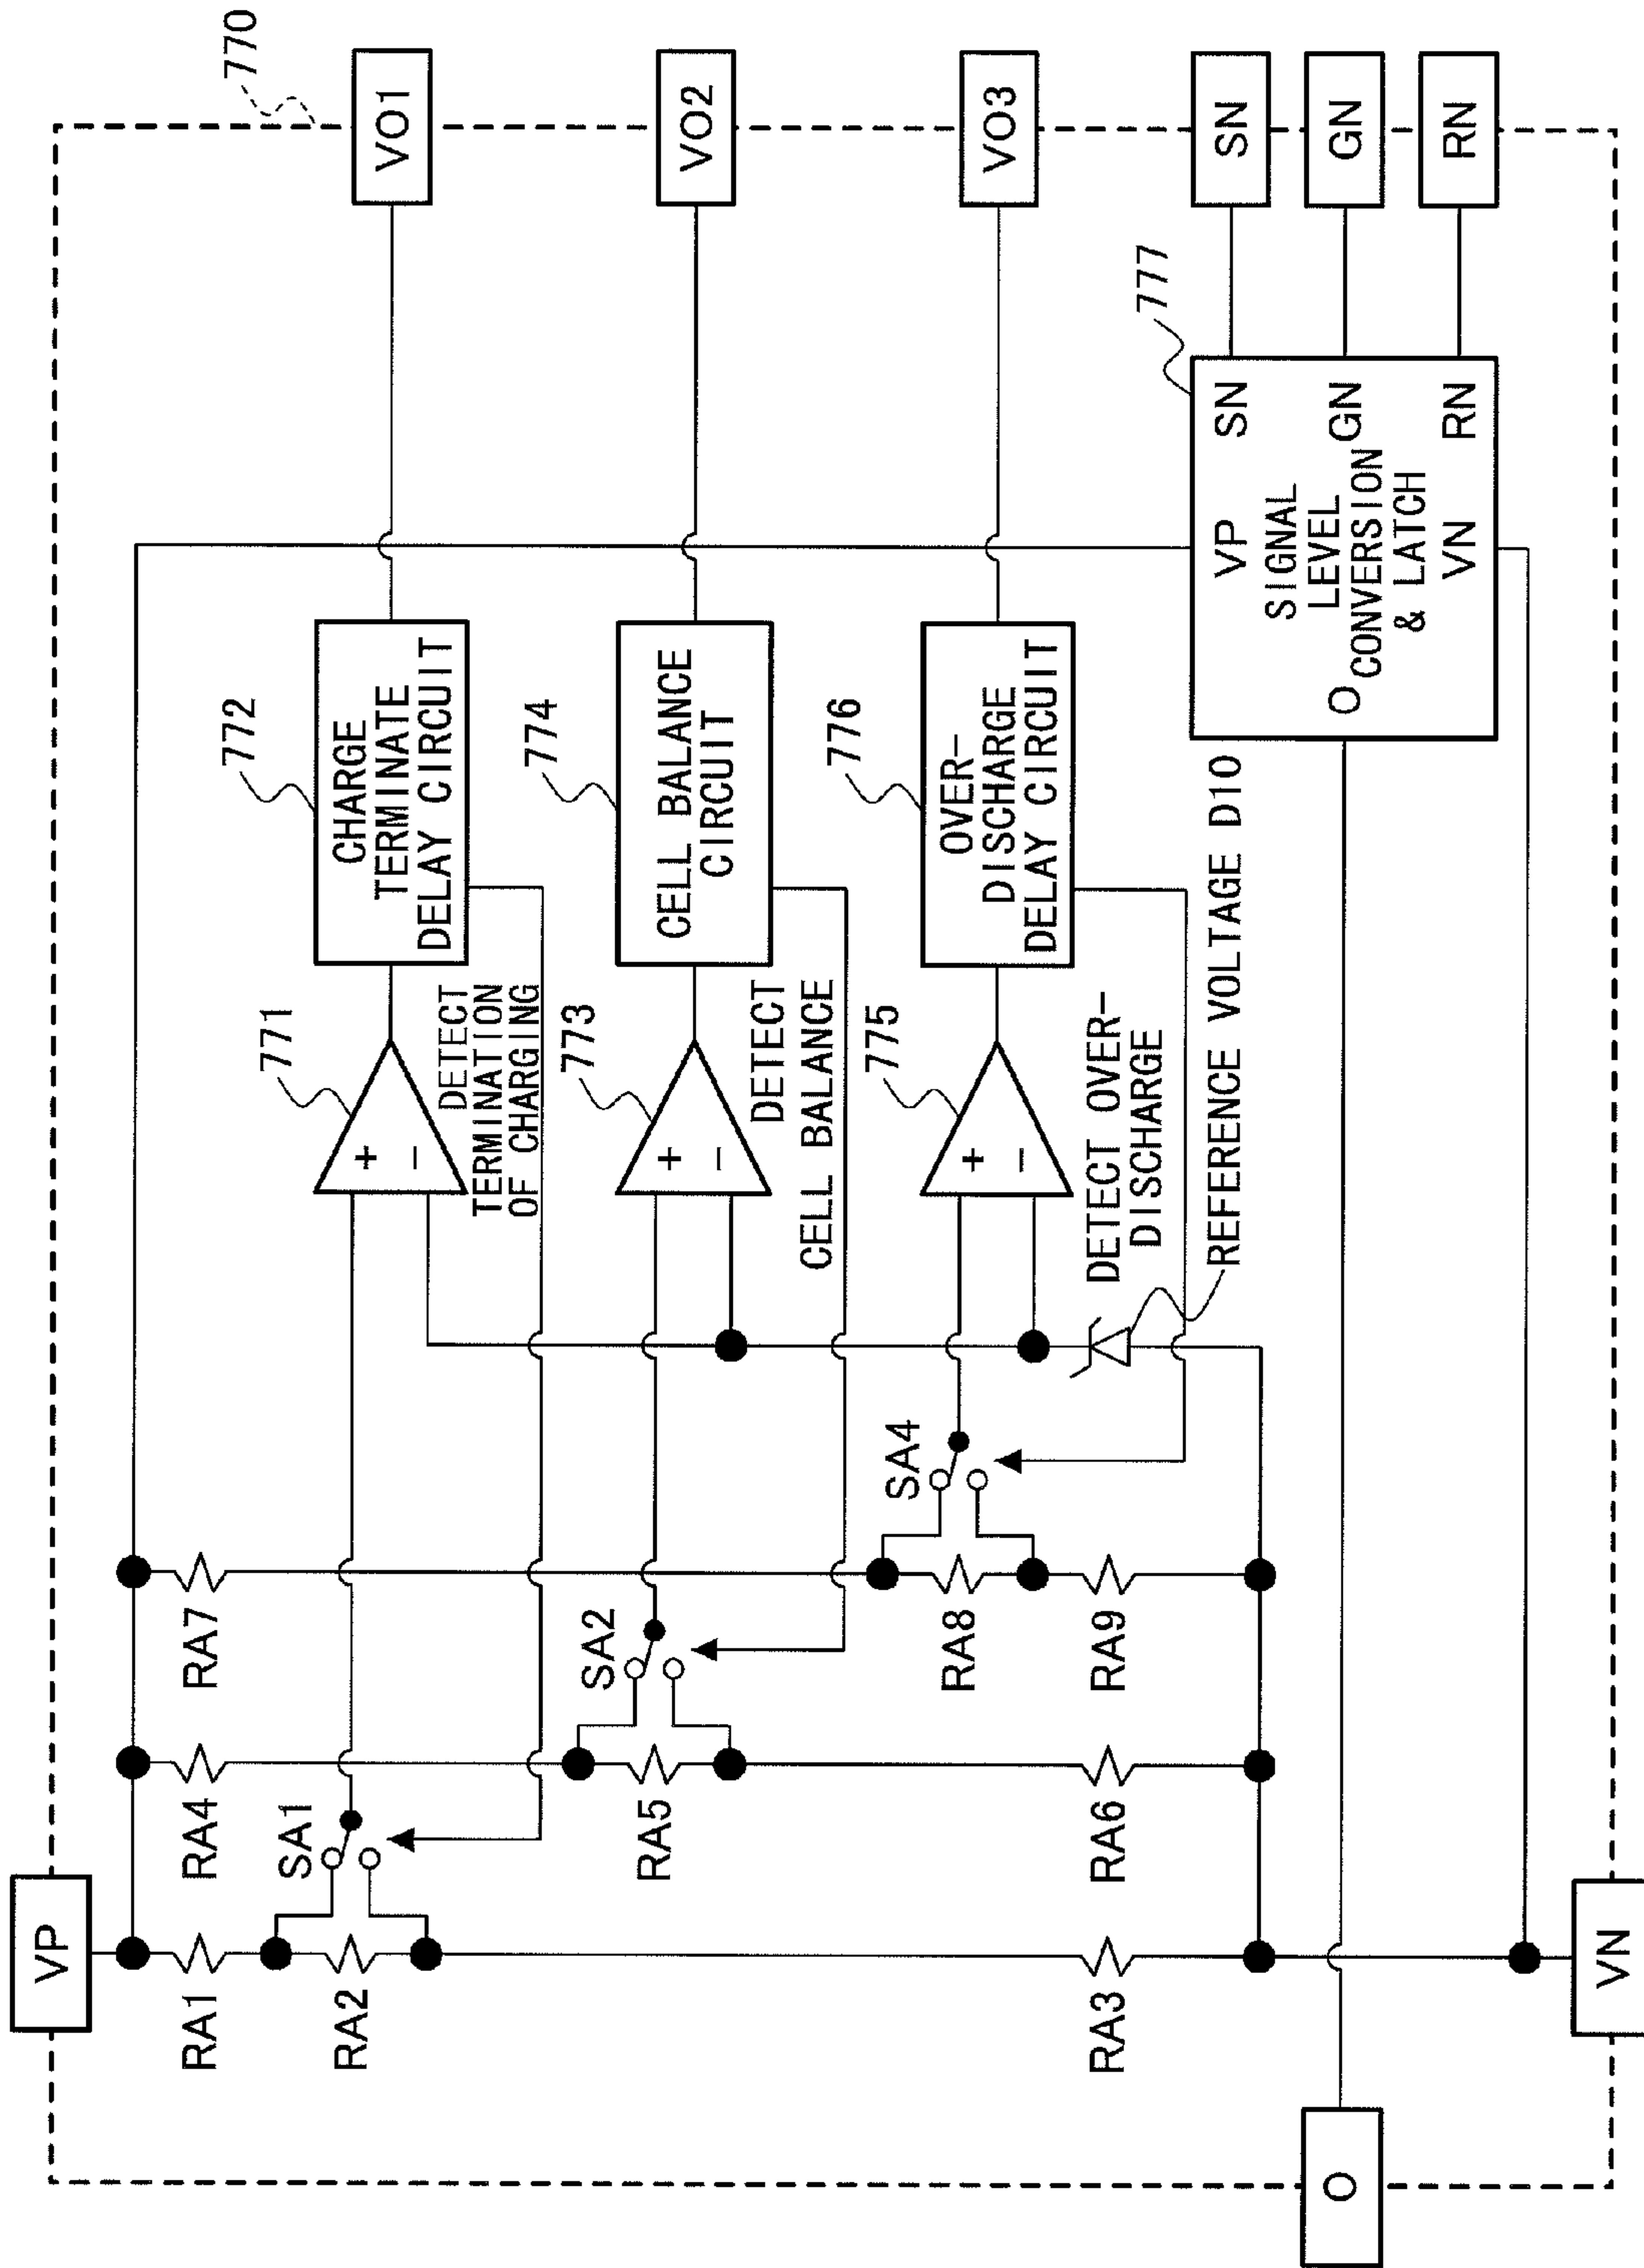 770
VP
VO1
VO2
VO3
SN
GN
RN
O
VN
RA1
RA2
RA3
RA4
RA5
RA6
RA7
RA8
RA9
SA1
SA2
SA4
771
+
−
DETECT
TERMINATION
OF CHARGING
772
CHARGE
TERMINATE
DELAY CIRCUIT
773
+
−
DETECT
CELL BALANCE
774
CELL BALANCE
CIRCUIT
775
+
−
DETECT OVER-
DISCHARGE
776
OVER-
DISCHARGE
DELAY CIRCUIT
REFERENCE VOLTAGE D10
777
VP
SN
SIGNAL
LEVEL
O CONVERSION GN
& LATCH
VN
RN